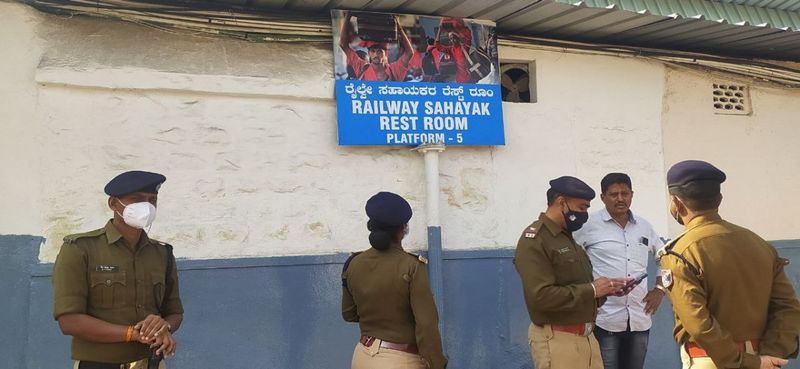 ರೈಲ್ವೇ ಸಹಾಯಕರ ರೆಸ್ಟ್ ರೂಂ
RAILWAY SAHAYAK
REST ROOM
PLATFORM - 5